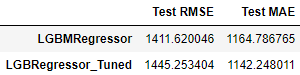 Test RMSE Test MAE
LGBMRegressor 1411.620046 1164.786765
LGBRegressor_Tuned 1445.253404 1142.248011